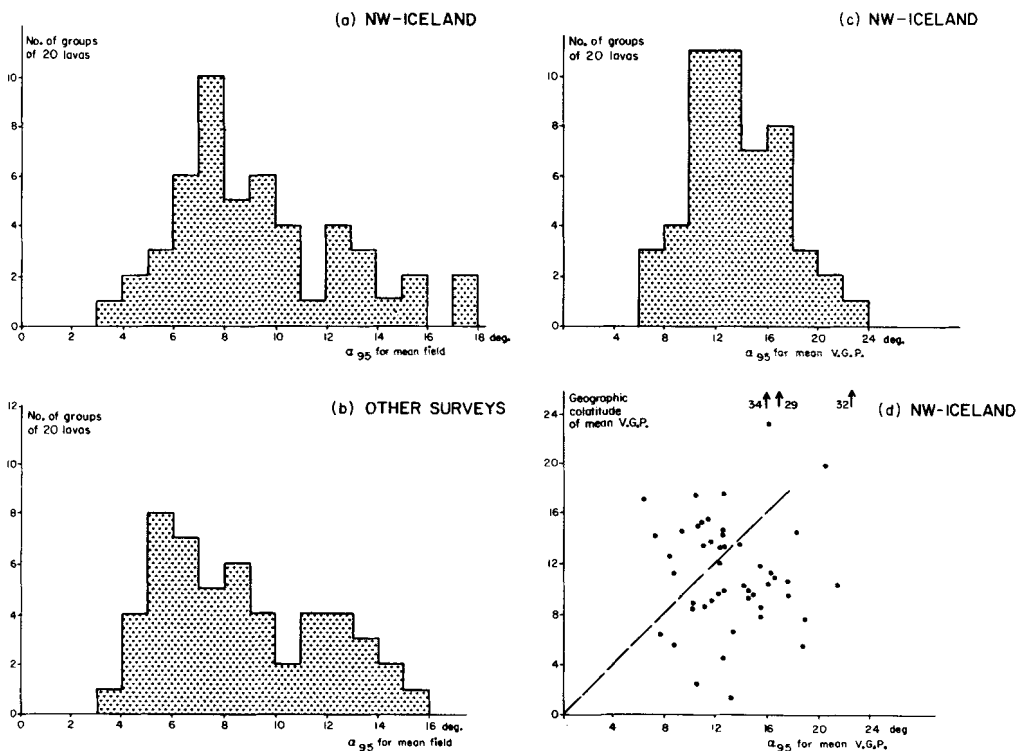 (a) NW-ICELAND
No. of groups
of 20 lavas
10
8
6
4
2
0
0 2 4 6 8 10 12 14 16 18 deg.
α 95 for mean field
(c) NW-ICELAND
No. of groups
of 20 lavas
10
8
6
4
2
0
0 4 8 12 16 20 24 deg.
α 95 for mean V.G.P.
(b) OTHER SURVEYS
12
No. of groups
of 20 lavas
10
8
6
4
2
0
0 2 4 6 8 10 12 14 16 deg.
α 95 for mean field
(d) NW-ICELAND
34 29 32
Geographic
colatitude
of mean V.G.P.
24
20
16
12
8
4
0
0 4 8 12 16 20 24 deg
α 95 for mean V.G.P.